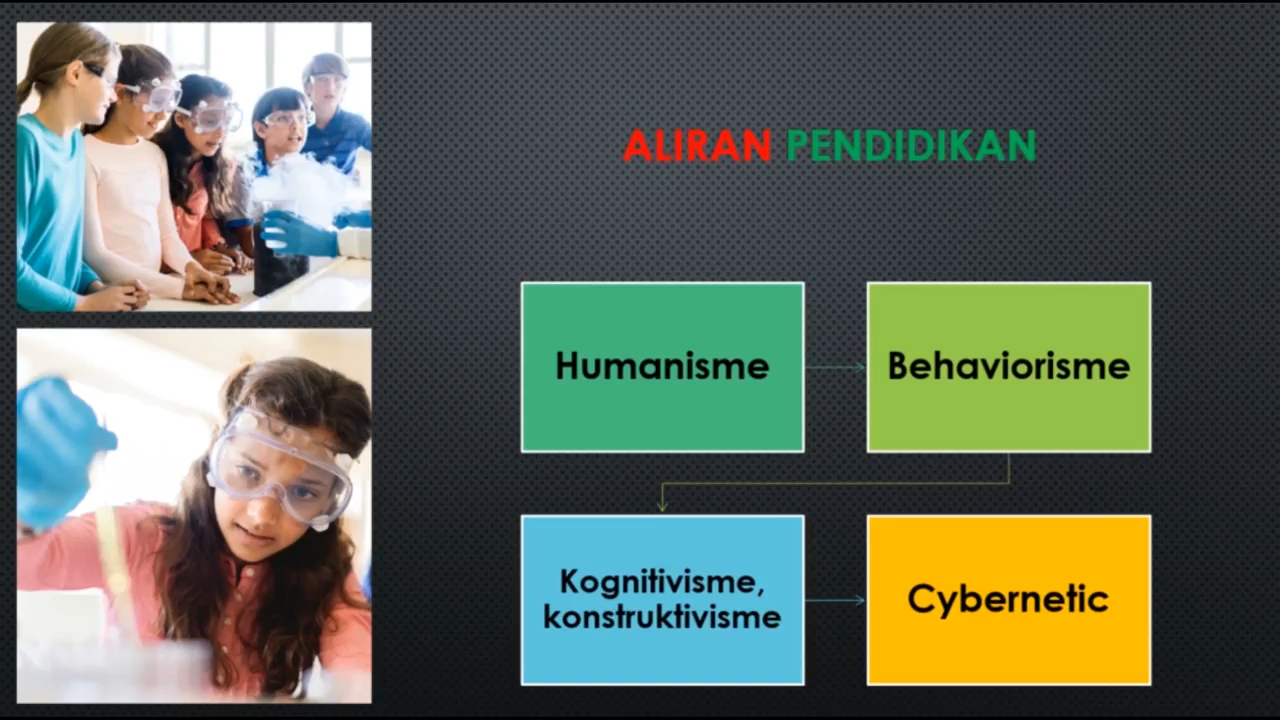 ALIRAN PENDIDIKAN
Humanisme
Behaviorisme
Kognitivisme,
konstruktivisme
Cybernetic